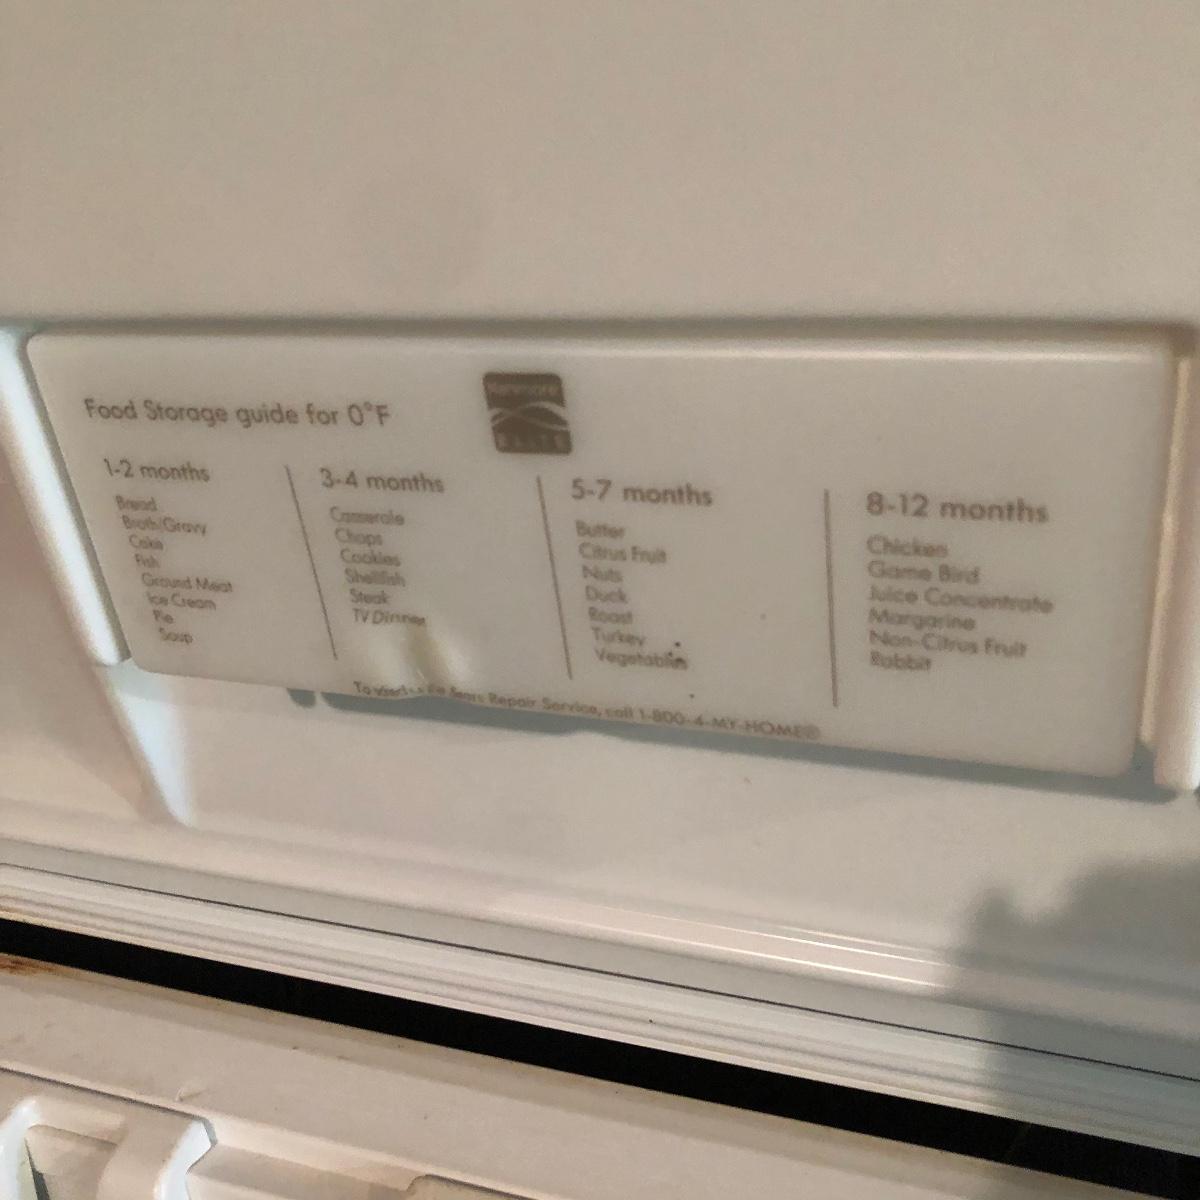 Kenmore
ELITE
Food Storage guide for 0°F
1-2 months
Bread
Broth/Gravy
Cake
Fish
Ground Meat
Ice Cream
Pie
Soup
3-4 months
Casserole
Chops
Cookies
Shellfish
Steak
TV Dinner
5-7 months
Butter
Citrus Fruit
Nuts
Duck
Roast
Turkey
Vegetables
8-12 months
Chicken
Game Bird
Juice Concentrate
Margarine
Non-Citrus Fruit
Rabbit
To Sears Repair Service, call 1-800-4-MY-HOME®